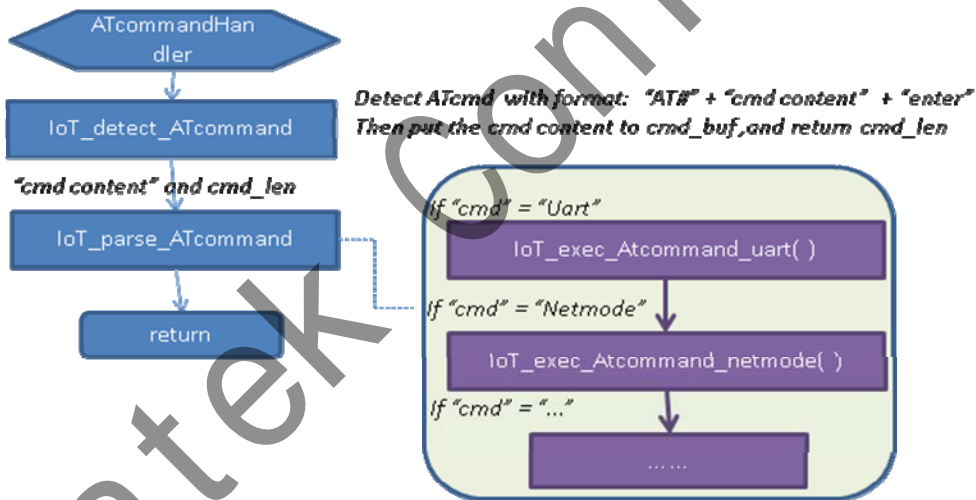 ATcommandHan
dler
Detect ATcmd with format: "AT#" + "cmd content" + "enter"
Then put the cmd content to cmd_buf,and return cmd_len
IoT_detect_ATcommand
"cmd content" and cmd_len
IoT_parse_ATcommand
return
If "cmd" = "Uart"
IoT_exec_Atcommand_uart( )
If "cmd" = "Netmode"
IoT_exec_Atcommand_netmode( )
If "cmd" = "..."
... ...